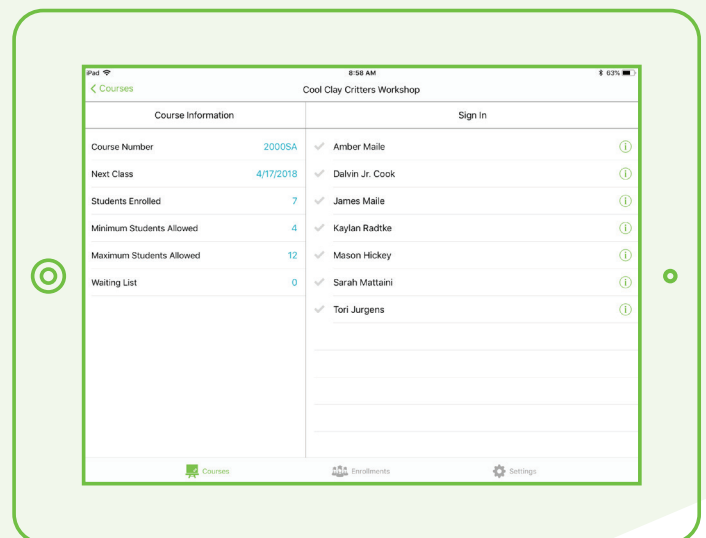 iPad 8:58 AM 63%
Courses Cool Clay Critters Workshop
Course Information
Course Number 2000SA
Next Class 4/17/2018
Students Enrolled 7
Minimum Students Allowed 4
Maximum Students Allowed 12
Waiting List 0
Sign In
Amber Maile
Dalvin Jr. Cook
James Maile
Kaylan Radtke
Mason Hickey
Sarah Mattaini
Tori Jurgens
Courses Enrollments Settings